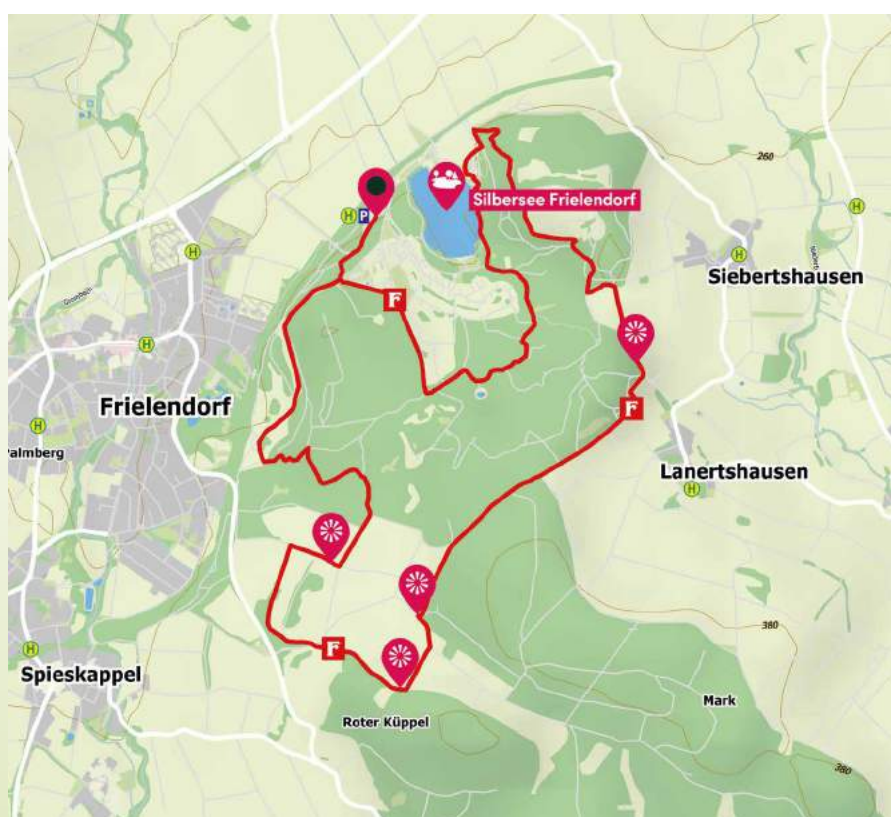 260
H
H
P
Silbersee Frielendorf
H
H
Siebertshausen
F
H
Frielendorf
F
H
Palmberg
Lanertshausen
H
380
F
H
Spieskappel
Mark
Roter Küppel
380